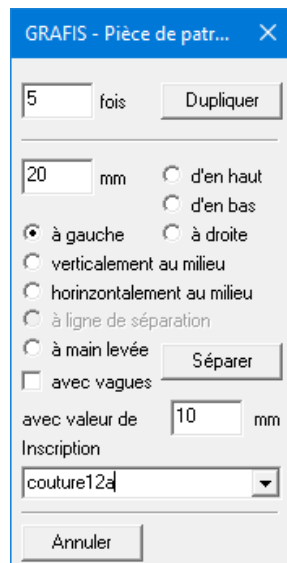 GRAFIS - Pièce de patr...
5 fois Dupliquer
20 mm d'en haut
d'en bas
à gauche à droite
verticalement au milieu
horinzontalement au milieu
à ligne de séparation
à main levée Séparer
avec vagues
avec valeur de 10 mm
Inscription
couture12a
Annuler